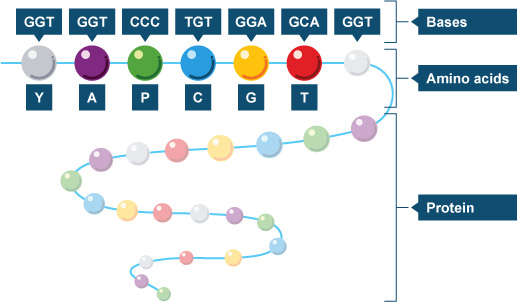 GGT GGT CCC TGT GGA GCA GGT Bases
Amino acids
Y A P C G T
Protein